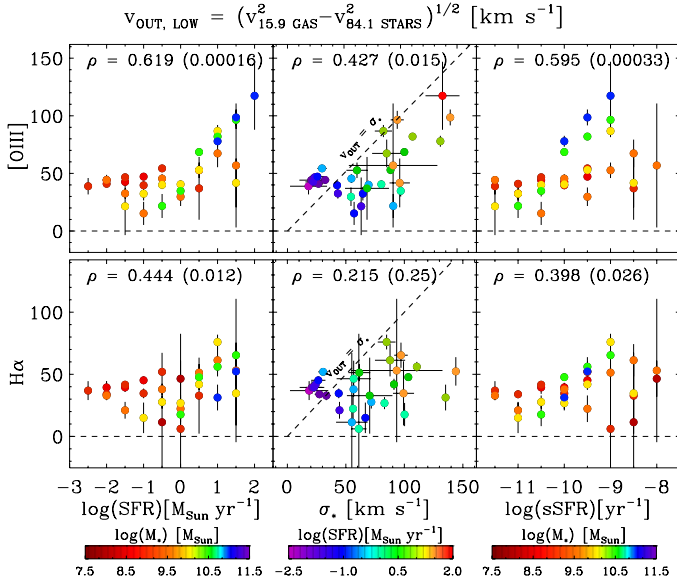 v_OUT, LOW = (v²_15.9 GAS − v²_84.1 STARS)^1/2 [km s⁻¹]
ρ = 0.619 (0.00016) ρ = 0.427 (0.015) ρ = 0.595 (0.00033)
150
100
50
0
[OIII]
v_OUT = σ_*
ρ = 0.444 (0.012) ρ = 0.215 (0.25) ρ = 0.398 (0.026)
100
50
0
Hα
v_OUT = σ_*
−3 −2 −1 0 1 2 0 50 100 150 −11 −10 −9 −8
log(SFR)[M_Sun yr⁻¹] σ_* [km s⁻¹] log(sSFR)[yr⁻¹]
log(M_*) [M_Sun] log(SFR)[M_Sun yr⁻¹] log(M_*) [M_Sun]
7.5 8.5 9.5 10.5 11.5 −2.5 −1.0 0.5 2.0 7.5 8.5 9.5 10.5 11.5